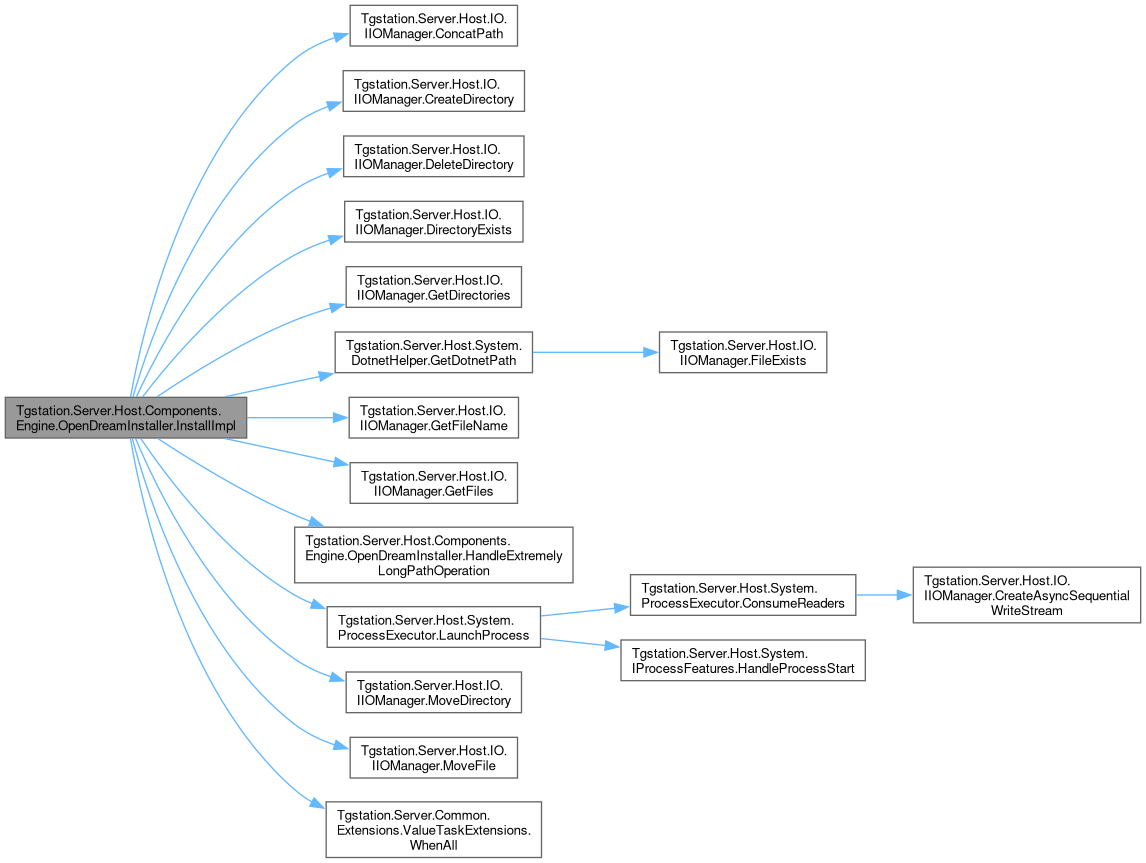 Tgstation.Server.Host.IO.
IIOManager.ConcatPath
Tgstation.Server.Host.IO.
IIOManager.CreateDirectory
Tgstation.Server.Host.IO.
IIOManager.DeleteDirectory
Tgstation.Server.Host.IO.
IIOManager.DirectoryExists
Tgstation.Server.Host.IO.
IIOManager.GetDirectories
Tgstation.Server.Host.System.
DotnetHelper.GetDotnetPath
Tgstation.Server.Host.IO.
IIOManager.FileExists
Tgstation.Server.Host.Components.
Engine.OpenDreamInstaller.InstallImpl
Tgstation.Server.Host.IO.
IIOManager.GetFileName
Tgstation.Server.Host.IO.
IIOManager.GetFiles
Tgstation.Server.Host.Components.
Engine.OpenDreamInstaller.HandleExtremely
LongPathOperation
Tgstation.Server.Host.System.
ProcessExecutor.LaunchProcess
Tgstation.Server.Host.System.
ProcessExecutor.ConsumeReaders
Tgstation.Server.Host.IO.
IIOManager.CreateAsyncSequential
WriteStream
Tgstation.Server.Host.System.
IProcessFeatures.HandleProcessStart
Tgstation.Server.Host.IO.
IIOManager.MoveDirectory
Tgstation.Server.Host.IO.
IIOManager.MoveFile
Tgstation.Server.Common.
Extensions.ValueTaskExtensions.
WhenAll